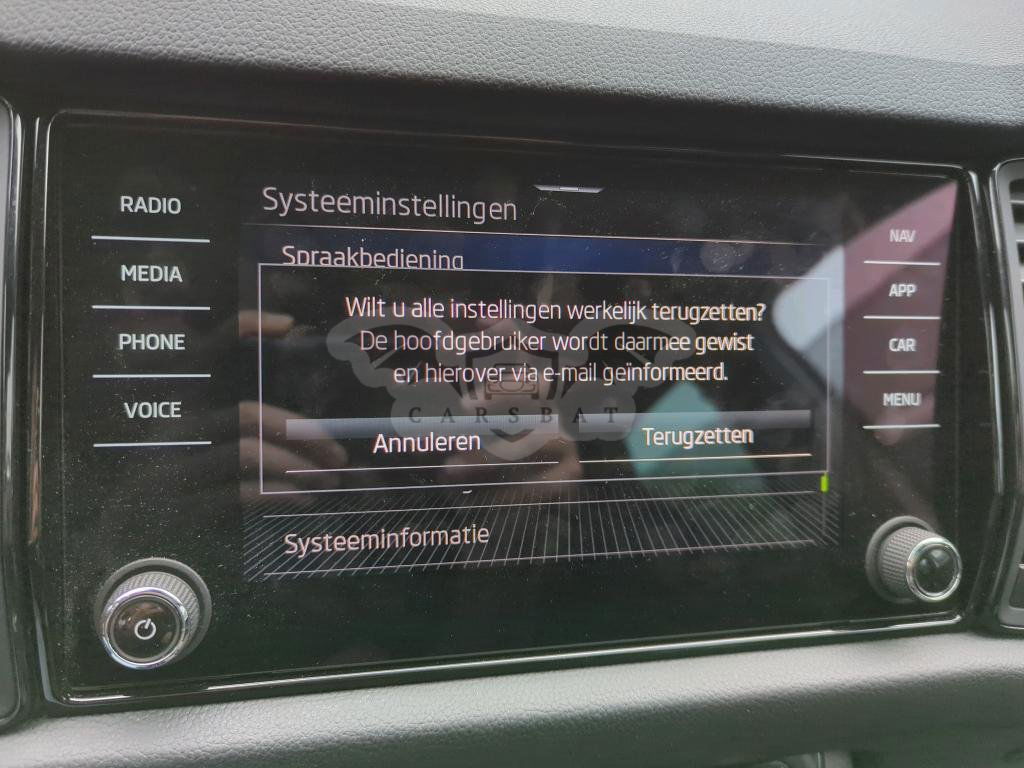 RADIO
MEDIA
PHONE
VOICE
Systeeminstellingen
Spraakbediening
Wilt u alle instellingen werkelijk terugzetten?
De hoofdgebruiker wordt daarmee gewist
en hierover via e-mail geïnformeerd.
CARSBAT
Annuleren
Terugzetten
Systeeminformatie
NAV
APP
CAR
MENU